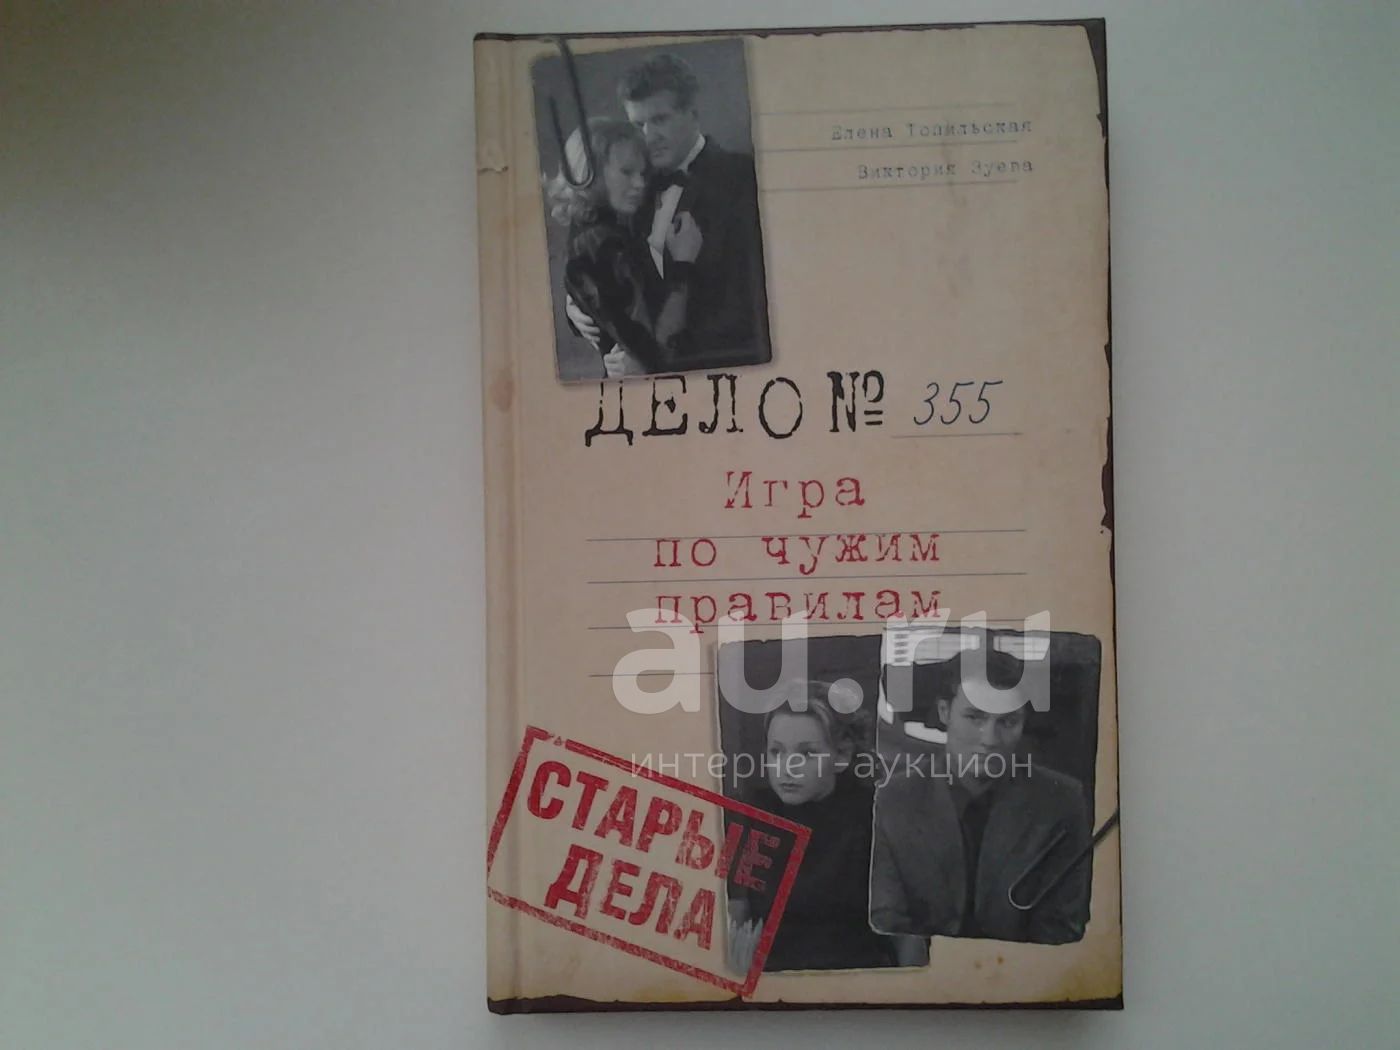 Елена Топильская
Виктория Зуева
ДЕЛО № 355
Игра
по чужим
правилам
au.ru
интернет-аукцион
СТАРЫЕ
ДЕЛА